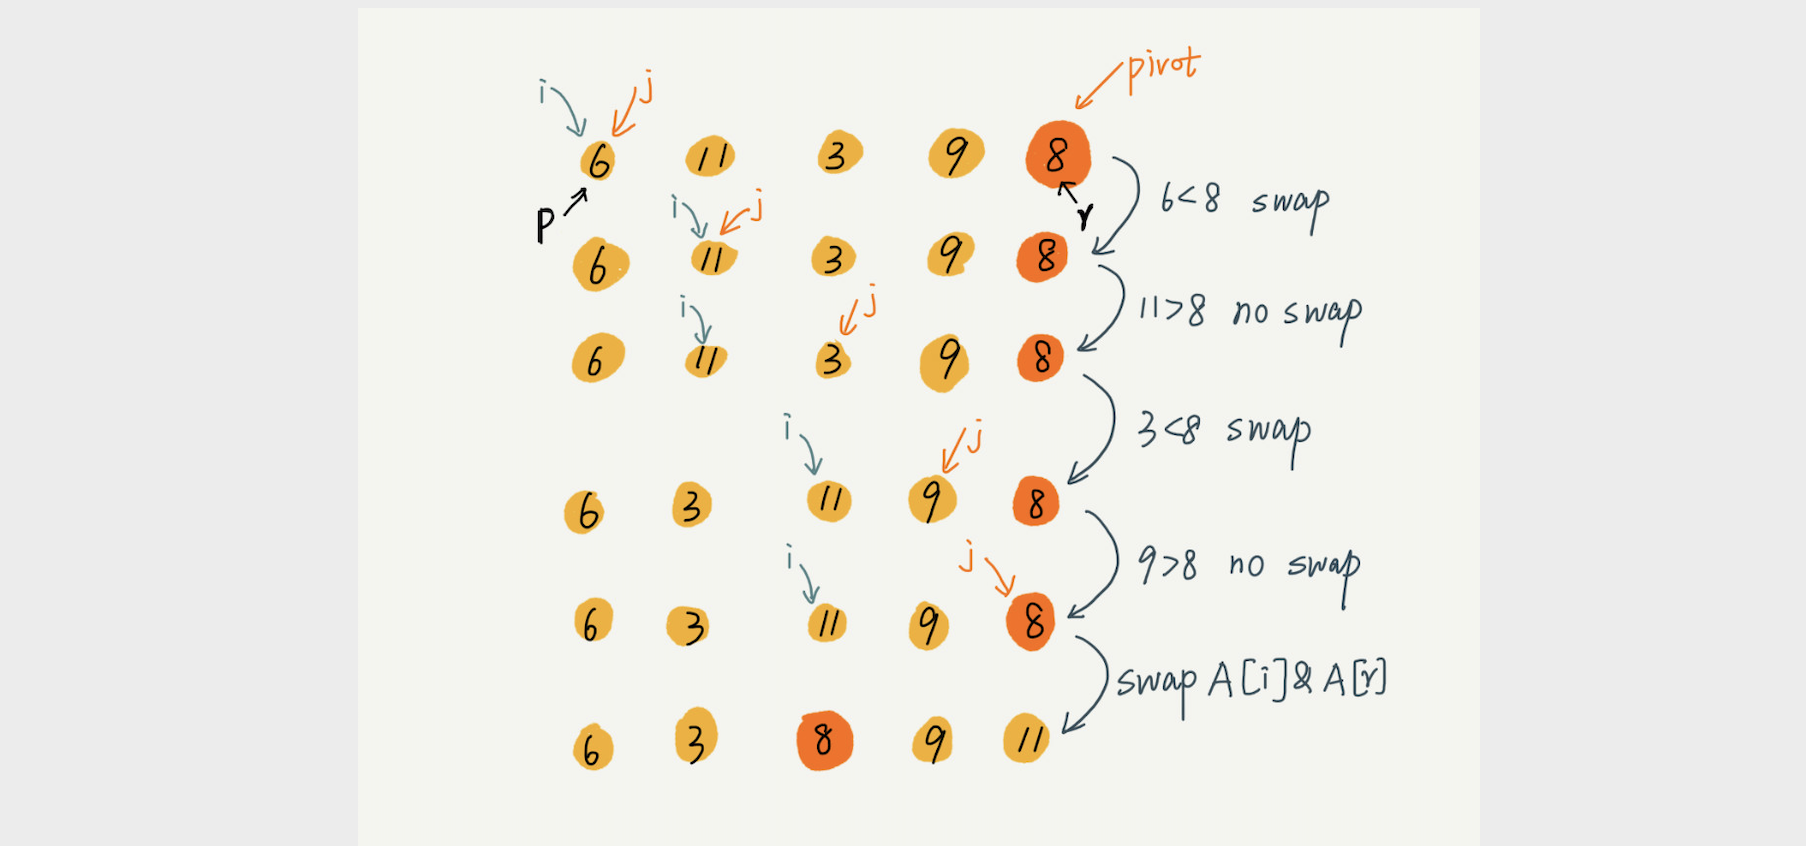 pivot
i j
6 11 3 9 8
p r
6<8 swap
i j
6 11 3 9 8
i j
11>8 no swap
6 11 3 9 8
i j
3<8 swap
6 3 11 9 8
i j
9>8 no swap
6 3 11 9 8
swap A[i]&A[r]
6 3 8 9 11